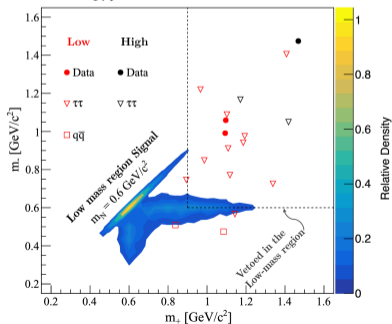 Low High
Data Data
ττ ττ
qq̄
Low mass region Signal
m_N = 0.6 GeV/c²
Vetoed in the
Low-mass region
m₋ [GeV/c²]
1.6
1.4
1.2
1
0.8
0.6
0.4
0.2
0.2 0.4 0.6 0.8 1 1.2 1.4 1.6
m₊ [GeV/c²]
1
0.8
0.6
0.4
0.2
0
Relative Density